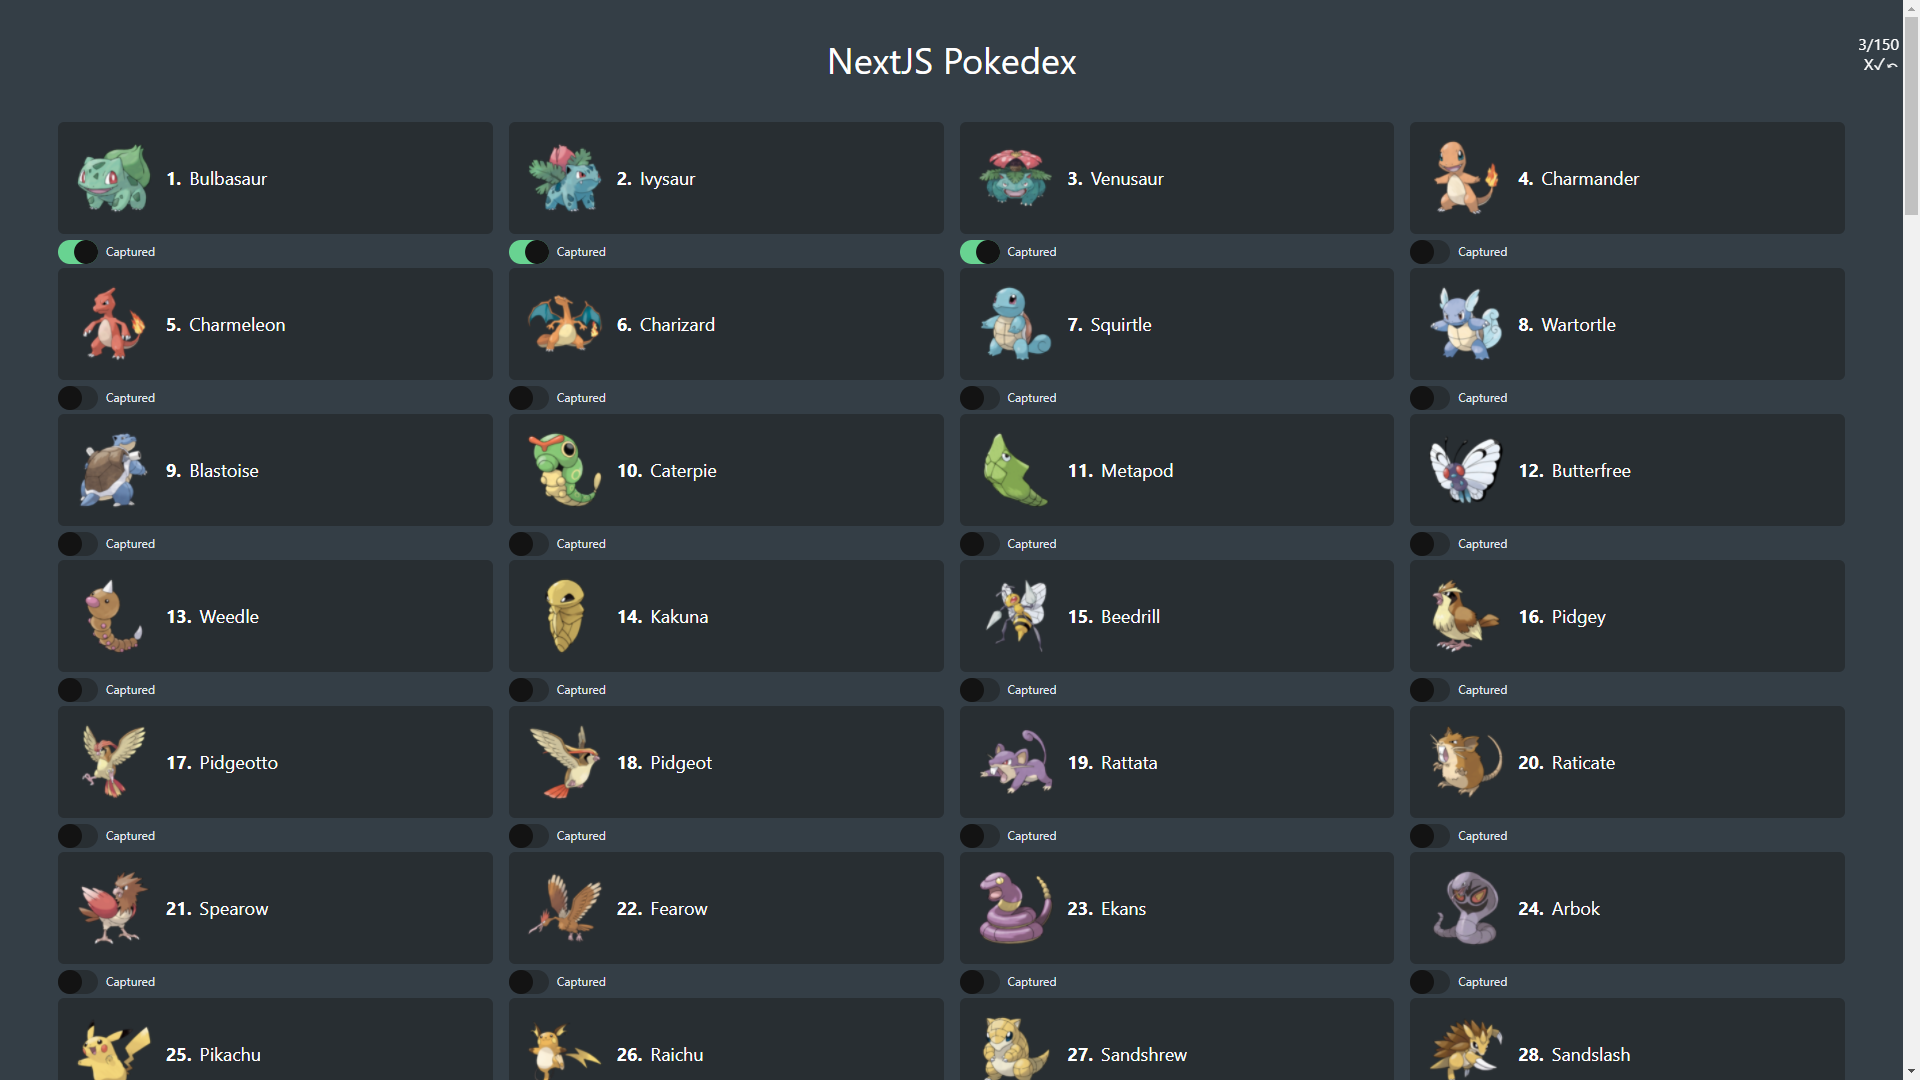 NextJS Pokedex
3/150
X✓↶
1. Bulbasaur
2. Ivysaur
3. Venusaur
4. Charmander
Captured
Captured
Captured
Captured
5. Charmeleon
6. Charizard
7. Squirtle
8. Wartortle
Captured
Captured
Captured
Captured
9. Blastoise
10. Caterpie
11. Metapod
12. Butterfree
Captured
Captured
Captured
Captured
13. Weedle
14. Kakuna
15. Beedrill
16. Pidgey
Captured
Captured
Captured
Captured
17. Pidgeotto
18. Pidgeot
19. Rattata
20. Raticate
Captured
Captured
Captured
Captured
21. Spearow
22. Fearow
23. Ekans
24. Arbok
Captured
Captured
Captured
Captured
25. Pikachu
26. Raichu
27. Sandshrew
28. Sandslash